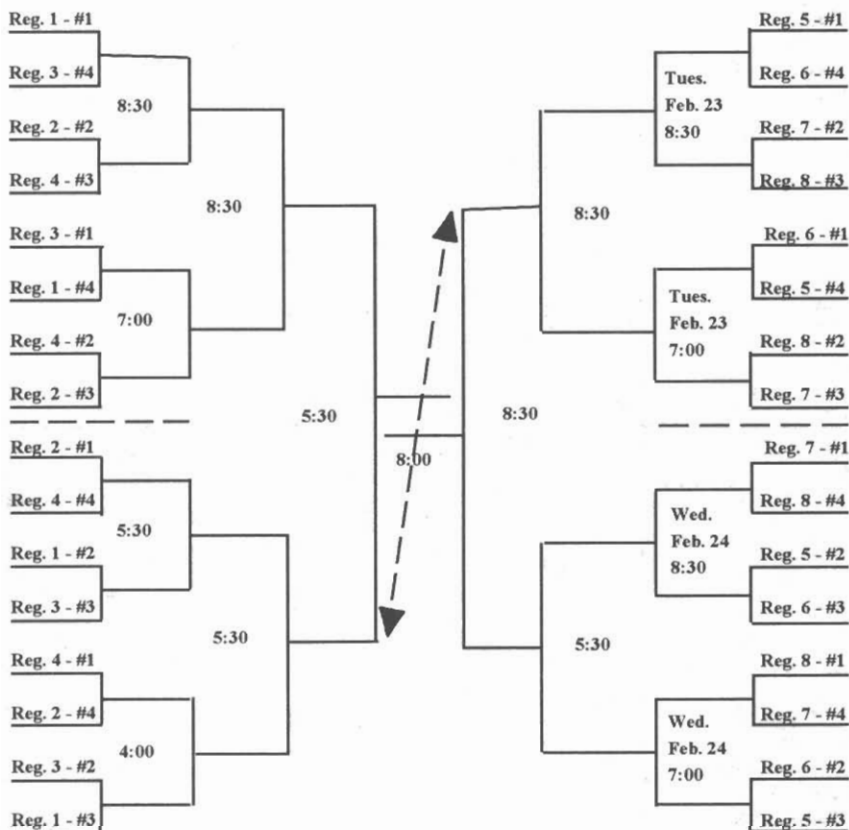 Reg. 1 - #1
Reg. 3 - #4
8:30
Reg. 2 - #2
Reg. 4 - #3
8:30
Reg. 3 - #1
Reg. 1 - #4
7:00
Reg. 4 - #2
Reg. 2 - #3
5:30
Reg. 2 - #1
Reg. 4 - #4
5:30
Reg. 1 - #2
Reg. 3 - #3
5:30
Reg. 4 - #1
Reg. 2 - #4
4:00
Reg. 3 - #2
Reg. 1 - #3
8:00
Reg. 5 - #1
Reg. 6 - #4
Tues.
Feb. 23
8:30
Reg. 7 - #2
Reg. 8 - #3
8:30
Reg. 6 - #1
Reg. 5 - #4
Tues.
Feb. 23
7:00
Reg. 8 - #2
Reg. 7 - #3
8:30
Reg. 7 - #1
Reg. 8 - #4
Wed.
Feb. 24
8:30
Reg. 5 - #2
Reg. 6 - #3
5:30
Reg. 8 - #1
Reg. 7 - #4
Wed.
Feb. 24
7:00
Reg. 6 - #2
Reg. 5 - #3